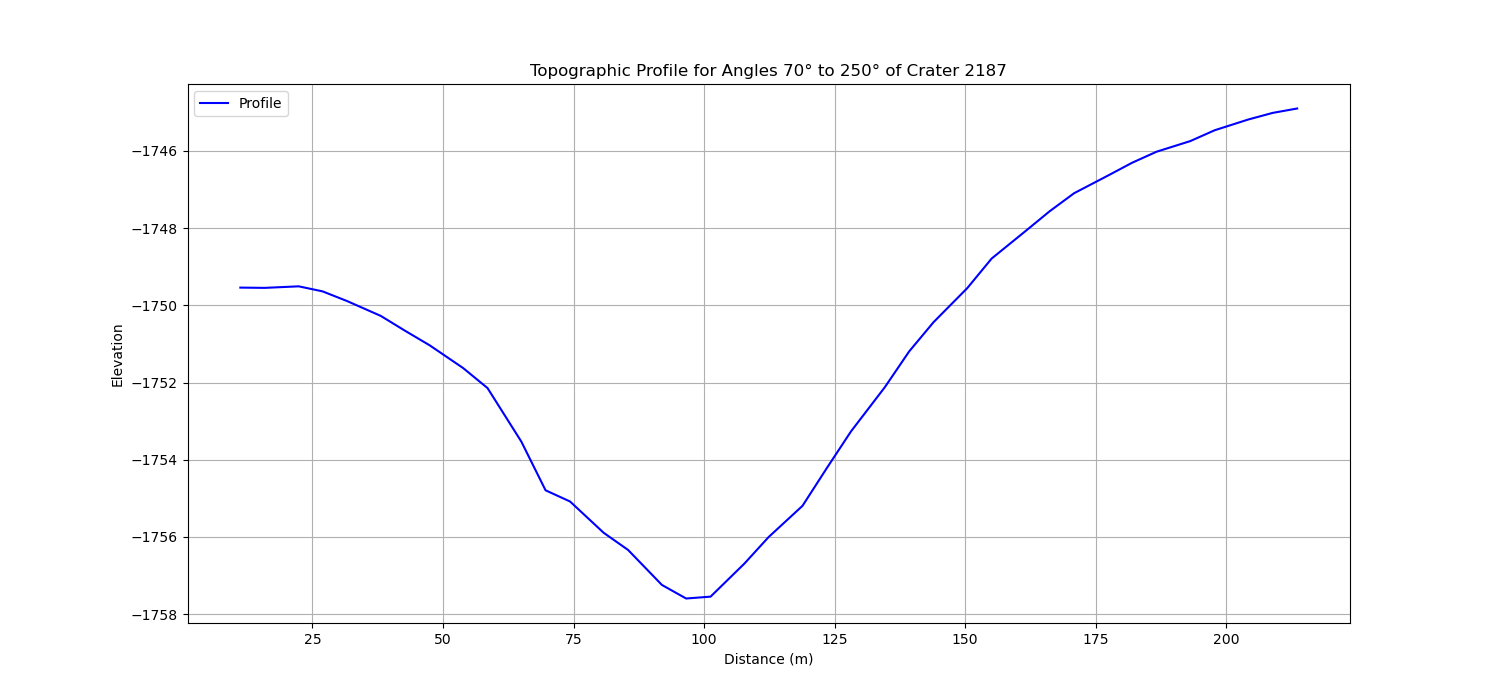 Topographic Profile for Angles 70° to 250° of Crater 2187
Profile
−1746
−1748
−1750
−1752
−1754
−1756
−1758
Elevation
25 50 75 100 125 150 175 200
Distance (m)